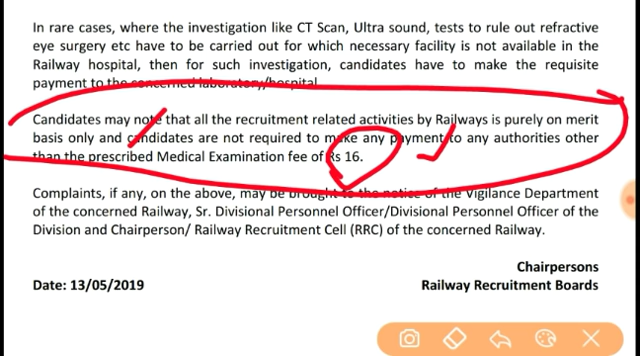 In rare cases, where the investigation like CT Scan, Ultra sound, tests to rule out refractive
eye surgery etc have to be carried out for which necessary facility is not available in the
Railway hospital, then for such investigation, candidates have to make the requisite
payment to the concerned laboratory/hospital
Candidates may note that all the recruitment related activities by Railways is purely on merit
basis only and candidates are not required to make any payment to any authorities other
than the prescribed Medical Examination fee of Rs 16.
Complaints, if any, on the above, may be brought to the notice of the Vigilance Department
of the concerned Railway, Sr. Divisional Personnel Officer/Divisional Personnel Officer of the
Division and Chairperson/ Railway Recruitment Cell (RRC) of the concerned Railway.
Chairpersons
Date: 13/05/2019 Railway Recruitment Boards